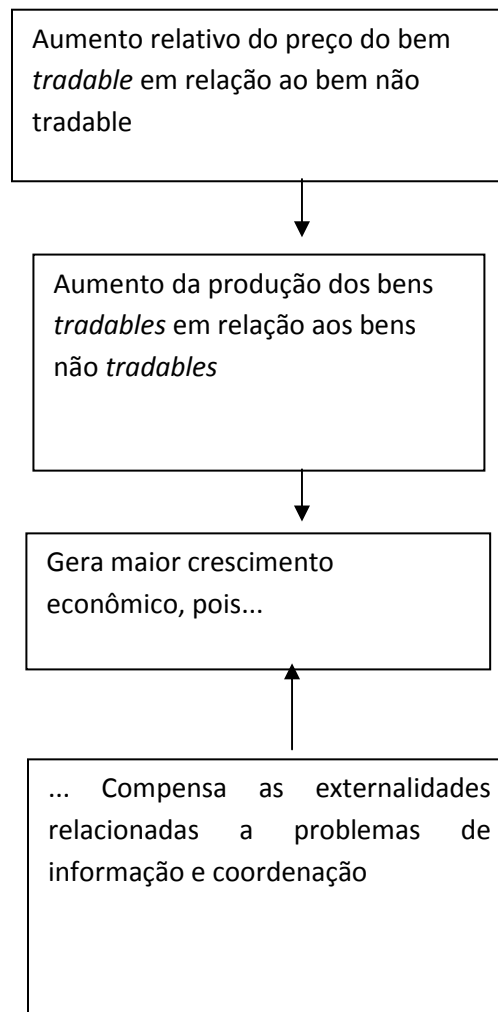 Aumento relativo do preço do bem
tradable em relação ao bem não
tradable
Aumento da produção dos bens
tradables em relação aos bens
não tradables
Gera maior crescimento
econômico, pois...
... Compensa as externalidades
relacionadas a problemas de
informação e coordenação